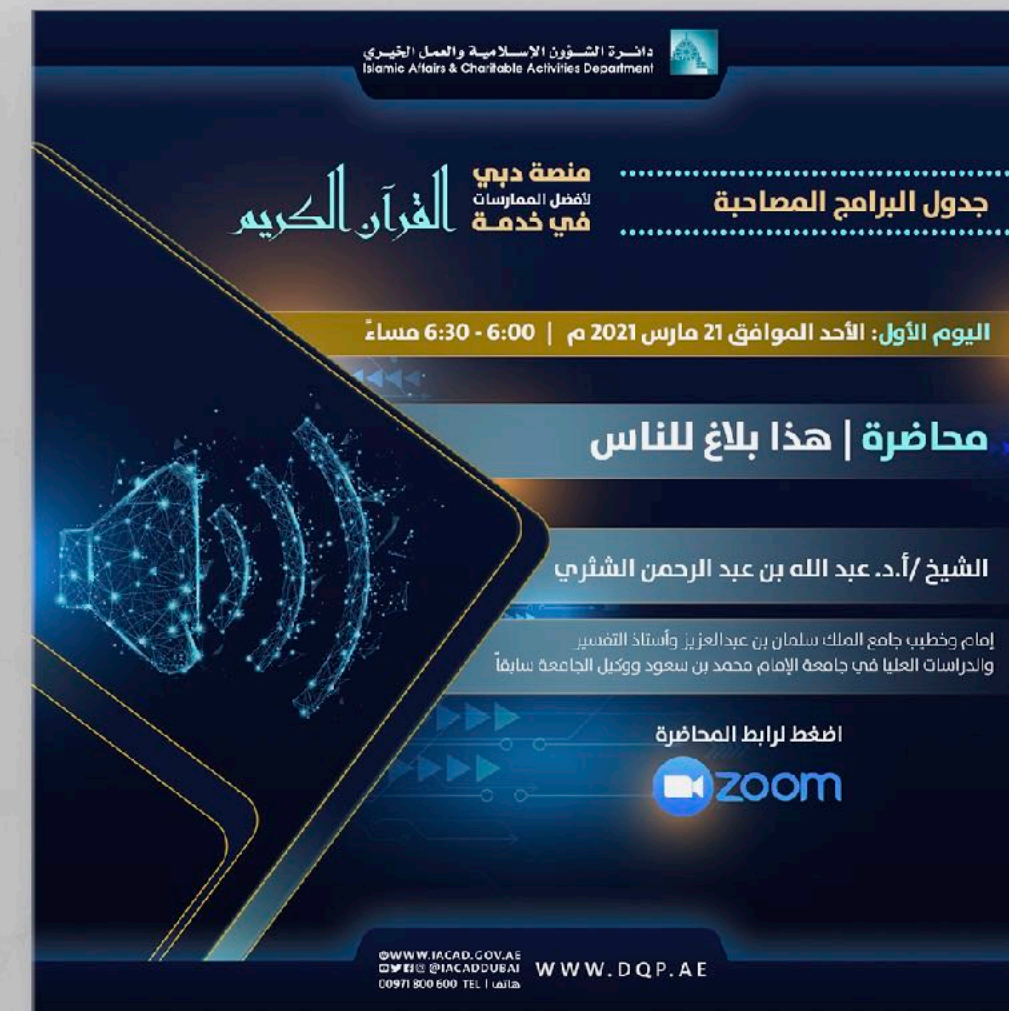 دائرة الشؤون الإسلامية والعمل الخيري
Islamic Affairs & Charitable Activities Department
جدول البرامج المصاحبة
منصة دبي
لأفضل الممارسات
في خدمة
القرآن الكريم
اليوم الأول: الأحد الموافق 21 مارس 2021 م | 6:00 - 6:30 مساءً
محاضرة | هذا بلاغ للناس
الشيخ /أ.د. عبد الله بن عبد الرحمن الشثري
إمام وخطيب جامع الملك سلمان بن عبدالعزيز وأستاذ التفسير
والدراسات العليا في جامعة الإمام محمد بن سعود ووكيل الجامعة سابقاً
اضغط لرابط المحاضرة
zoom
WWW.IACAD.GOV.AE
@IACADDUBAI
00971 800 600 TEL | هاتف
WWW.DQP.AE